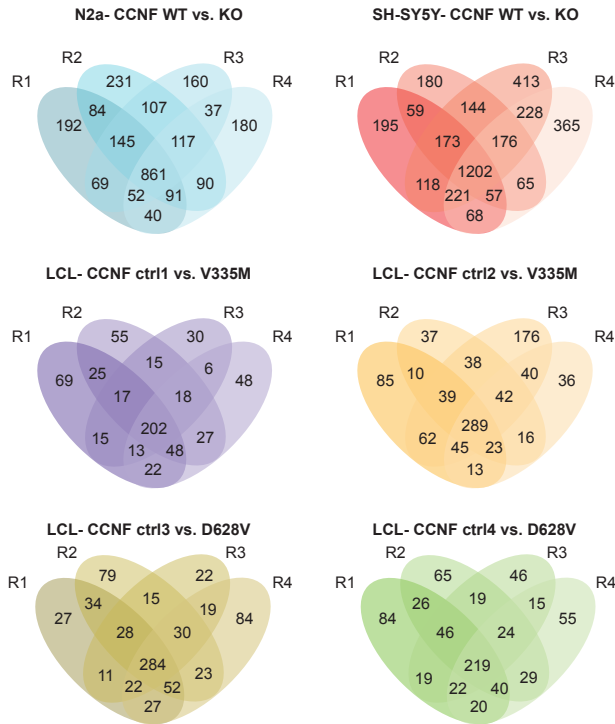 N2a- CCNF WT vs. KO
R1 R2 R3 R4
231 160
192 84 107 37 180
145 117
861
69 52 91 90
40
SH-SY5Y- CCNF WT vs. KO
R1 R2 R3 R4
180 413
195 59 144 228 365
173 176
1202
118 221 57 65
68
LCL- CCNF ctrl1 vs. V335M
R1 R2 R3 R4
55 30
69 25 15 6 48
17 18
202
15 13 48 27
22
LCL- CCNF ctrl2 vs. V335M
R1 R2 R3 R4
37 176
85 10 38 40 36
39 42
289
62 45 23 16
13
LCL- CCNF ctrl3 vs. D628V
R1 R2 R3 R4
79 22
27 34 15 19 84
28 30
284
11 22 52 23
27
LCL- CCNF ctrl4 vs. D628V
R1 R2 R3 R4
65 46
84 26 19 15 55
46 24
219
19 22 40 29
20